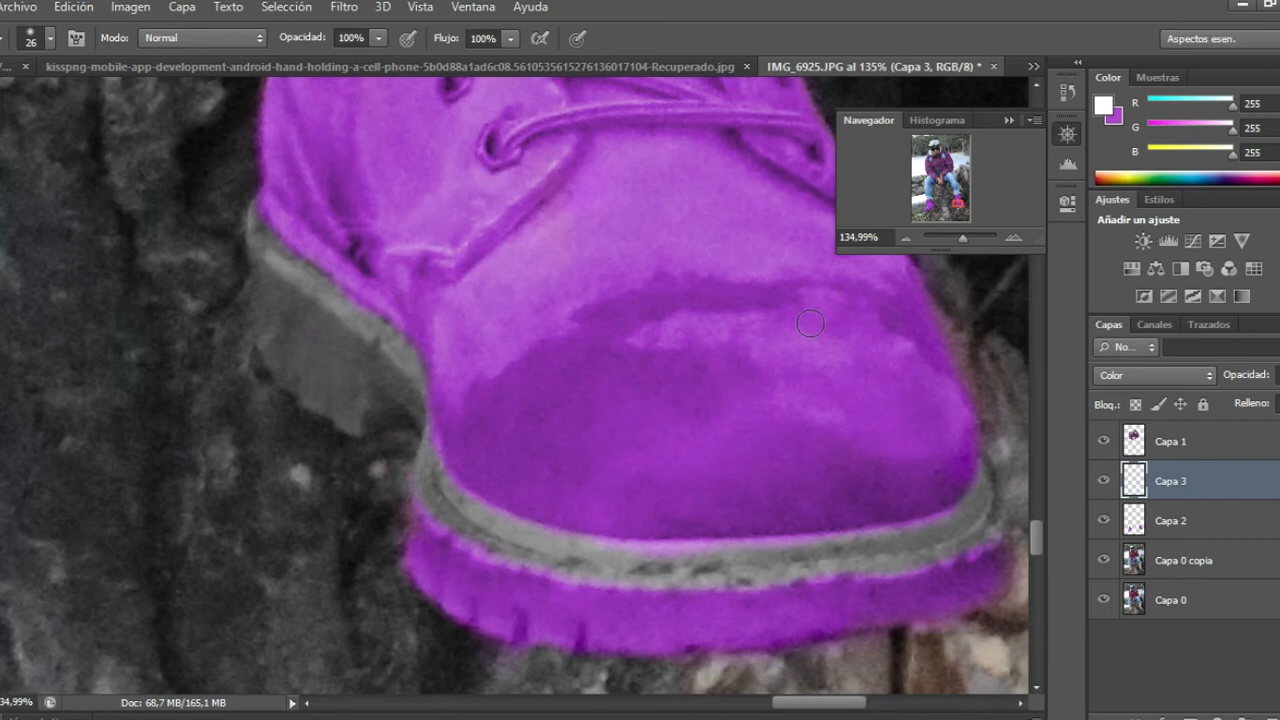 Archivo Edición Imagen Capa Texto Selección Filtro 3D Vista Ventana Ayuda
26 Modo: Normal Opacidad: 100% Flujo: 100% Aspectos esen.
/... × kisspng-mobile-app-development-android-hand-holding-a-cell-phone-5b0d88a1ad6c08.5610535615276136017104-Recuperado.jpg × IMG_6925.JPG al 135% (Capa 3, RGB/8) * ×
Color Muestras
R 255
G 255
B 255
Navegador Histograma
134,99%
Ajustes Estilos
Añadir un ajuste
Capas Canales Trazados
No...
Color Opacidad:
Bloq.: Relleno:
Capa 1
Capa 3
Capa 2
Capa 0 copia
Capa 0
34,99% Doc: 68,7 MB/165,1 MB